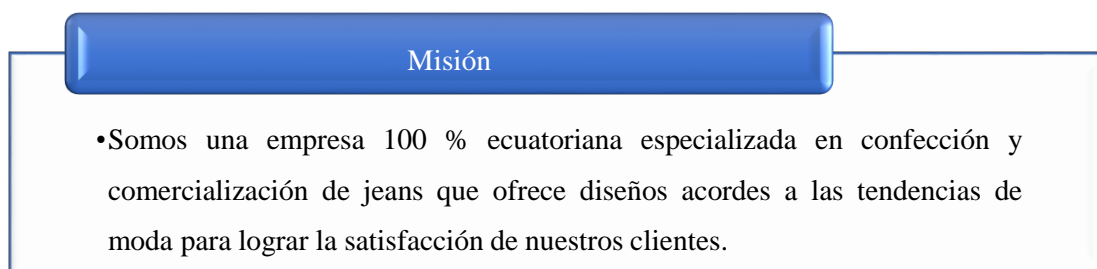 Misión
•Somos una empresa 100 % ecuatoriana especializada en confección y
comercialización de jeans que ofrece diseños acordes a las tendencias de
moda para lograr la satisfacción de nuestros clientes.